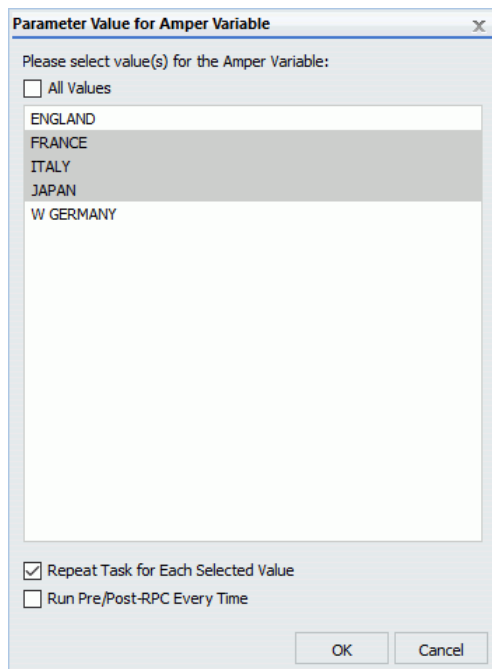 Parameter Value for Amper Variable
Please select value(s) for the Amper Variable:
All Values
ENGLAND
FRANCE
ITALY
JAPAN
W GERMANY
Repeat Task for Each Selected Value
Run Pre/Post-RPC Every Time
OK Cancel